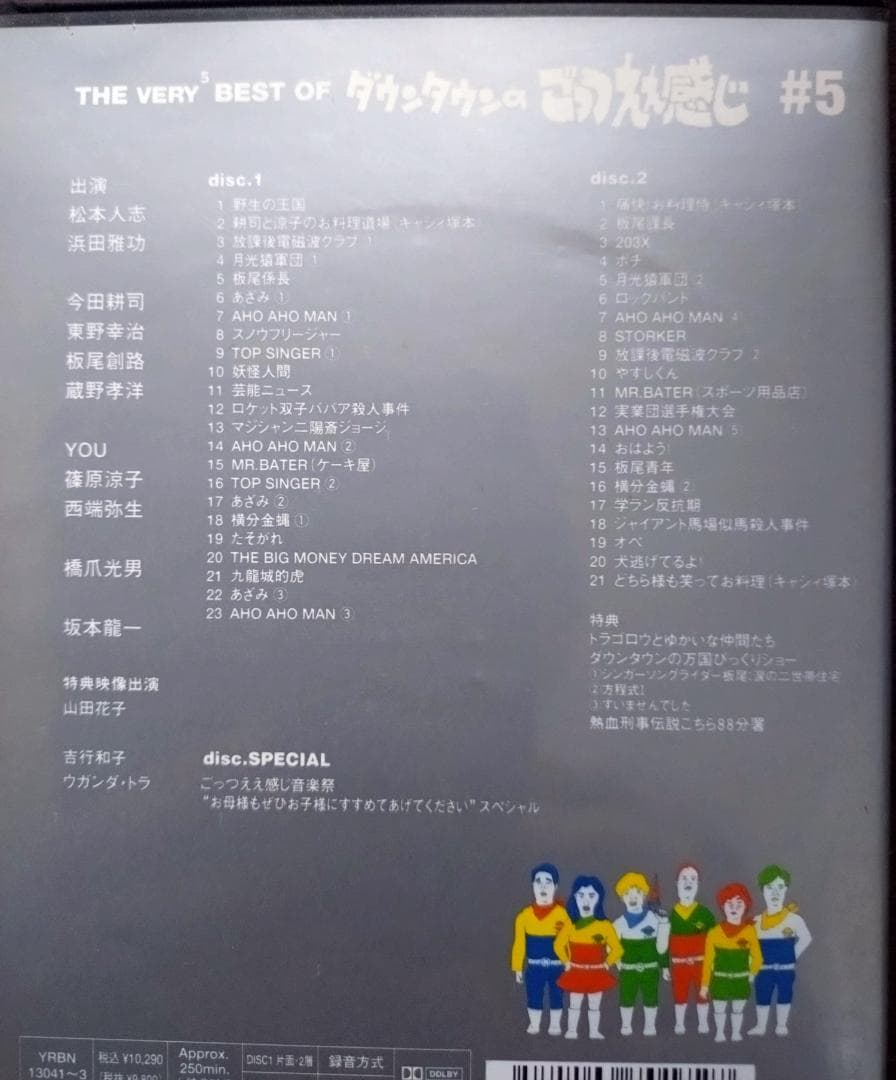 THE VERY5 BEST OF ダウンタウンの ごっつええ感じ #5
出演
松本人志
浜田雅功
今田耕司
東野幸治
板尾創路
蔵野孝洋
YOU
篠原涼子
西端弥生
橋爪光男
坂本龍一
特典映像出演
山田花子
吉行和子
ウガンダ・トラ
disc.1
1 野生の王国
2 耕司と涼子のお料理道場(キャシィ塚本)
3 放課後電磁波クラブ 1
4 月光猿軍団 1
5 板尾係長
6 あざみ ①
7 AHO AHO MAN ①
8 スノウフリージャー
9 TOP SINGER ①
10 妖怪人間
11 芸能ニュース
12 ロケット双子ババア殺人事件
13 マジシャン二陽斎ジョージ
14 AHO AHO MAN ②
15 MR.BATER(ケーキ屋)
16 TOP SINGER ②
17 あざみ ②
18 横分金蝿 ①
19 たそがれ
20 THE BIG MONEY DREAM AMERICA
21 九龍城的虎
22 あざみ ③
23 AHO AHO MAN ③
disc.2
1 痛快!お料理侍(キャシィ塚本)
2 板尾課長
3 203X
4 ポチ
5 月光猿軍団 2
6 ロックバンド
7 AHO AHO MAN 4
8 STORKER
9 放課後電磁波クラブ 2
10 やすしくん
11 MR.BATER(スポーツ用品店)
12 実業団選手権大会
13 AHO AHO MAN 5
14 おはよう!
15 板尾青年
16 横分金蝿 2
17 学ラン反抗期
18 ジャイアント馬場似馬殺人事件
19 オペ
20 犬逃げてるよ!
21 どちら様も笑ってお料理(キャシィ塚本)
特典
トラゴロウとゆかいな仲間たち
ダウンタウンの万国びっくりショー
①シンガーソングライダー板尾:涙の二世帯住宅
②方程式1
③すいませんでした
熱血刑事伝説こちら88分署
disc.SPECIAL
ごっつええ感じ音楽祭
“お母様もぜひお子様にすすめてあげてください”スペシャル
YRBN
13041〜3
税込 ¥10,290
[税抜 ¥9,800]
Approx.
250min.
DISC1 片面・2層
録音方式
DOLBY